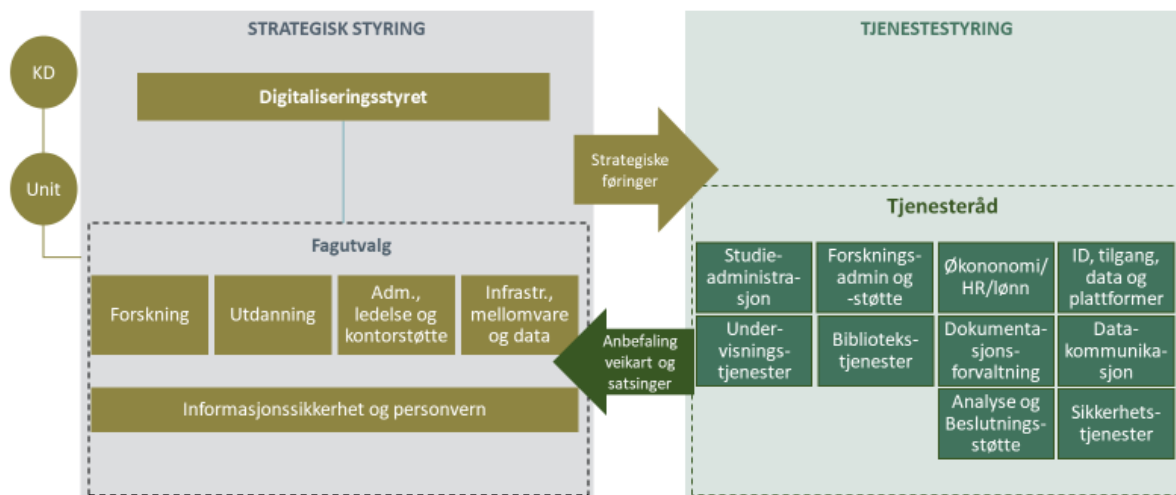 STRATEGISK STYRING
KD
Unit
Digitaliseringsstyret
Fagutvalg
Forskning
Utdanning
Adm.,
ledelse og
kontorstøtte
Infrastr.,
mellomvare
og data
Informasjonssikkerhet og personvern
Strategiske
føringer
Anbefaling
veikart og
satsinger
TJENESTESTYRING
Tjenesteråd
Studie-
administra-
sjon
Forsknings-
admin og
-støtte
Økononomi/
HR/lønn
ID, tilgang,
data og
plattformer
Under-
visnings-
tjenester
Biblioteks-
tjenester
Dokumenta-
sjons-
forvaltning
Data-
kommunika-
sjon
Analyse og
Beslutnings-
støtte
Sikkerhets-
tjenester